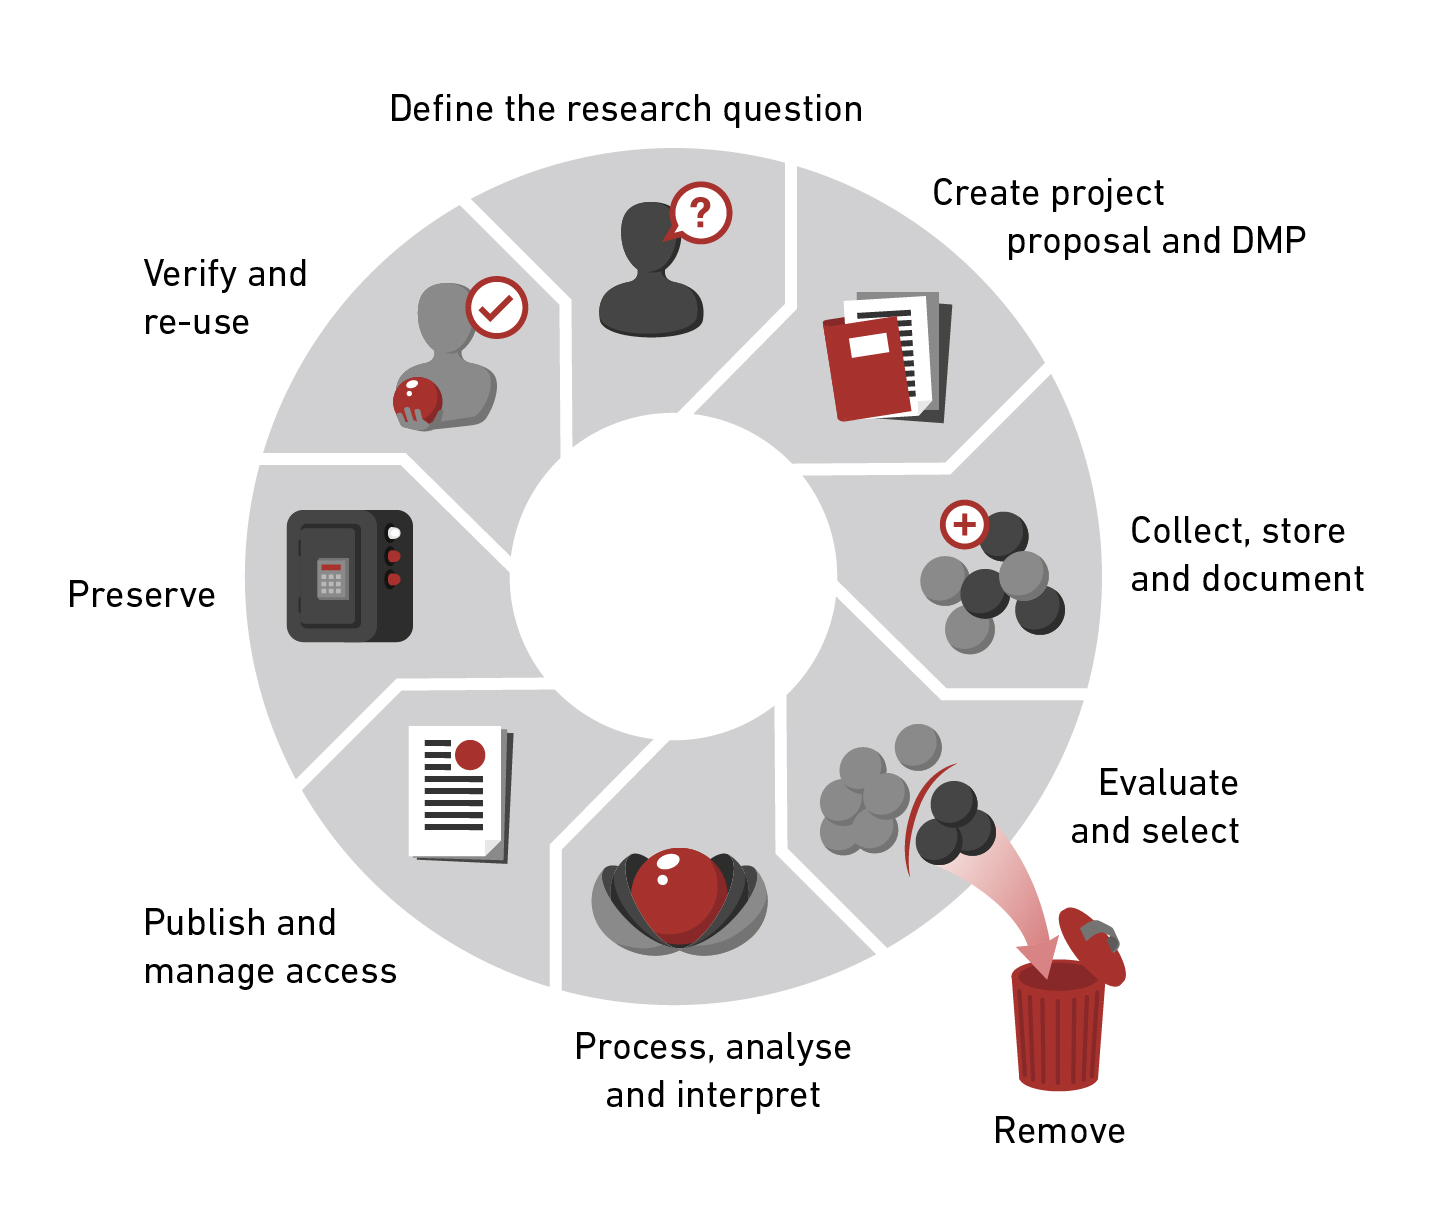 Define the research question
Create project
proposal and DMP
Collect, store
and document
Evaluate
and select
Remove
Process, analyse
and interpret
Publish and
manage access
Preserve
Verify and
re-use
?